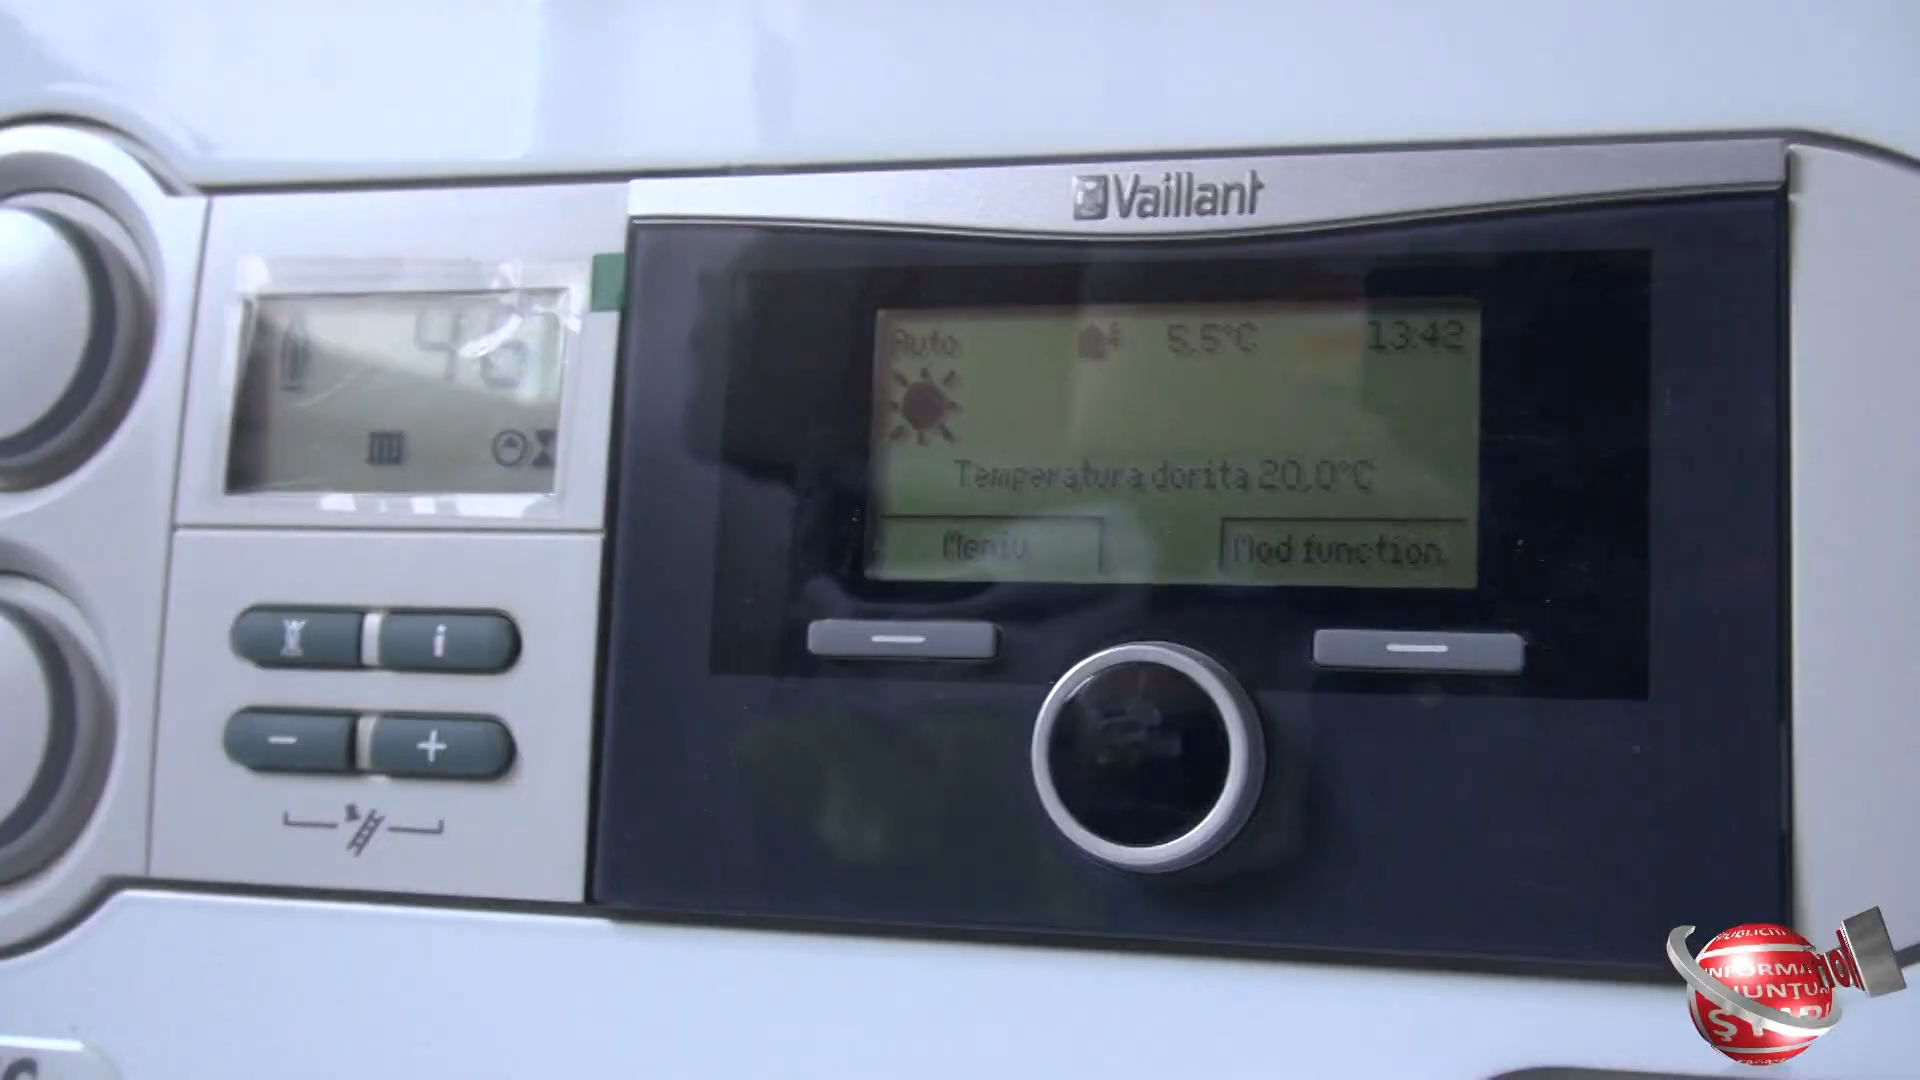 Vaillant
Auto 5,5°C 13:42
Temperatura dorita 20,0°C
Meniu Mod function.
i
- +